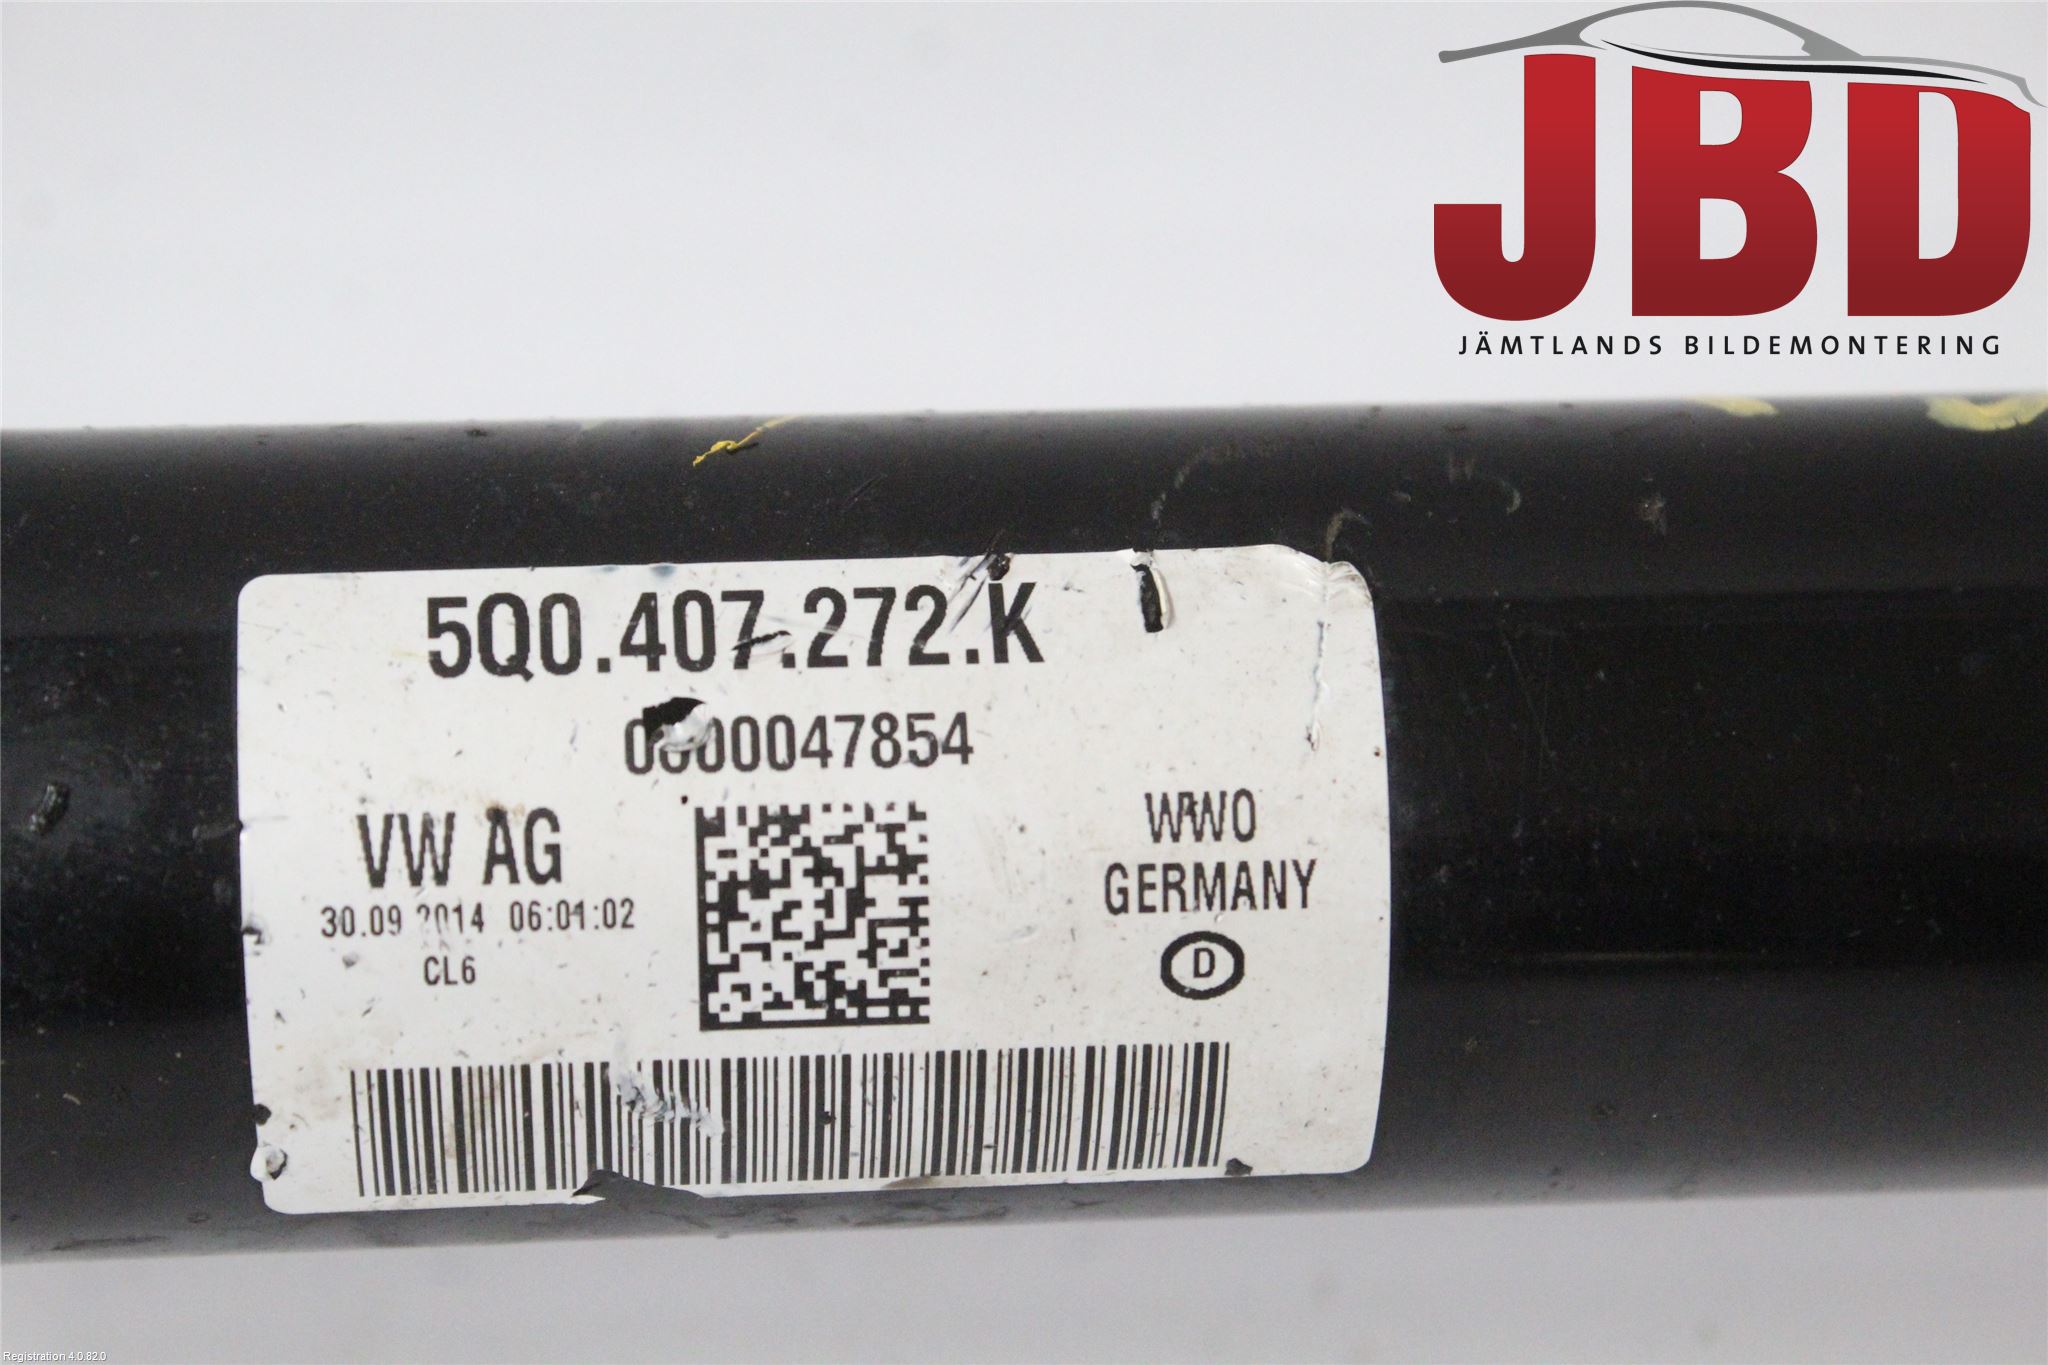 JBD
JÄMTLANDS BILDEMONTERING
5Q0.407.272.K
0000047854
VW AG
30.09.2014 06:01:02
CL6
WWO
GERMANY
D
Registration 4.0.82.0